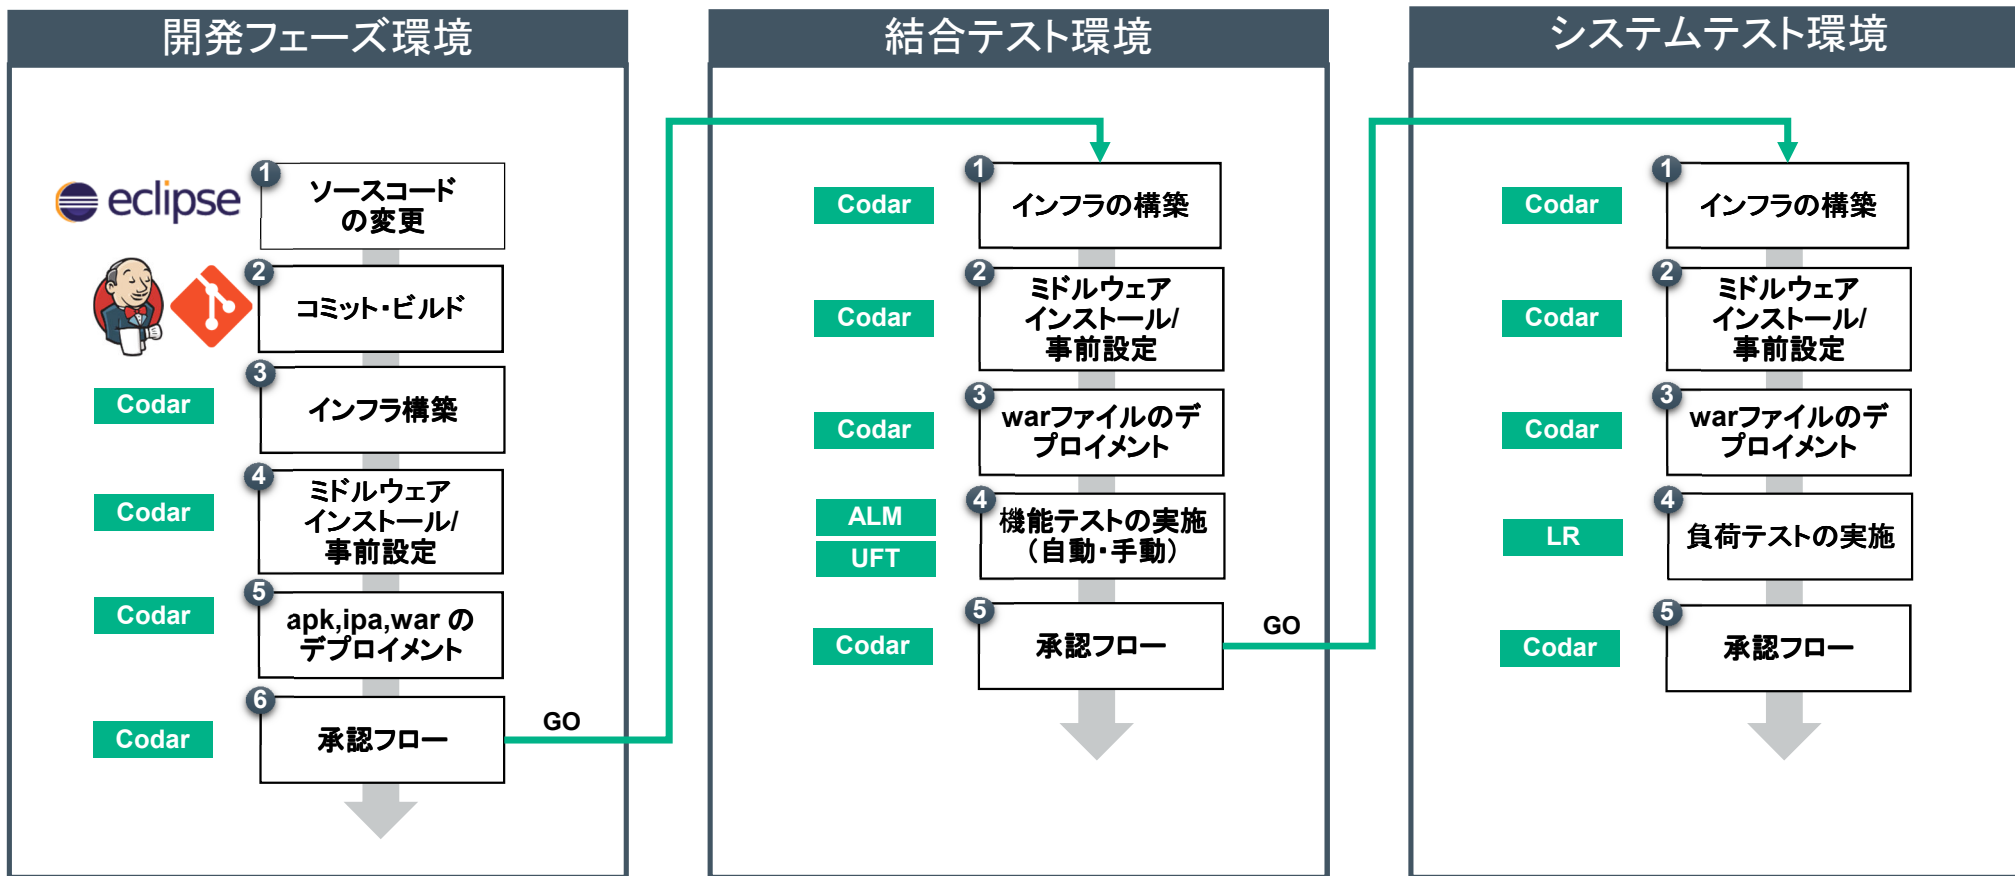 開発フェーズ環境
eclipse
1
ソースコード
の変更
2
コミット・ビルド
Codar
3
インフラ構築
Codar
4
ミドルウェア
インストール/
事前設定
Codar
5
apk,ipa,war の
デプロイメント
Codar
6
承認フロー
GO
結合テスト環境
Codar
1
インフラの構築
Codar
2
ミドルウェア
インストール/
事前設定
Codar
3
warファイルのデ
プロイメント
ALM
UFT
4
機能テストの実施
（自動・手動）
Codar
5
承認フロー
GO
システムテスト環境
Codar
1
インフラの構築
Codar
2
ミドルウェア
インストール/
事前設定
Codar
3
warファイルのデ
プロイメント
LR
4
負荷テストの実施
Codar
5
承認フロー